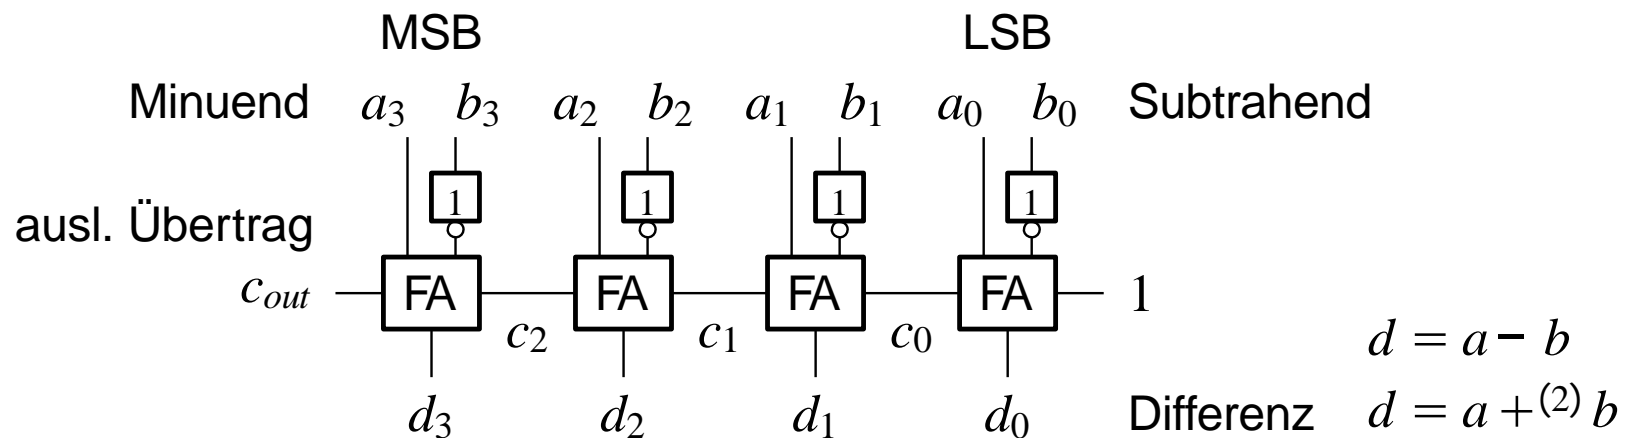 MSB LSB
Minuend a3 b3 a2 b2 a1 b1 a0 b0 Subtrahend
1 1 1 1
ausl. Übertrag
cout FA FA FA FA 1
c2 c1 c0
d = a − b
d3 d2 d1 d0 Differenz d = a +(2) b